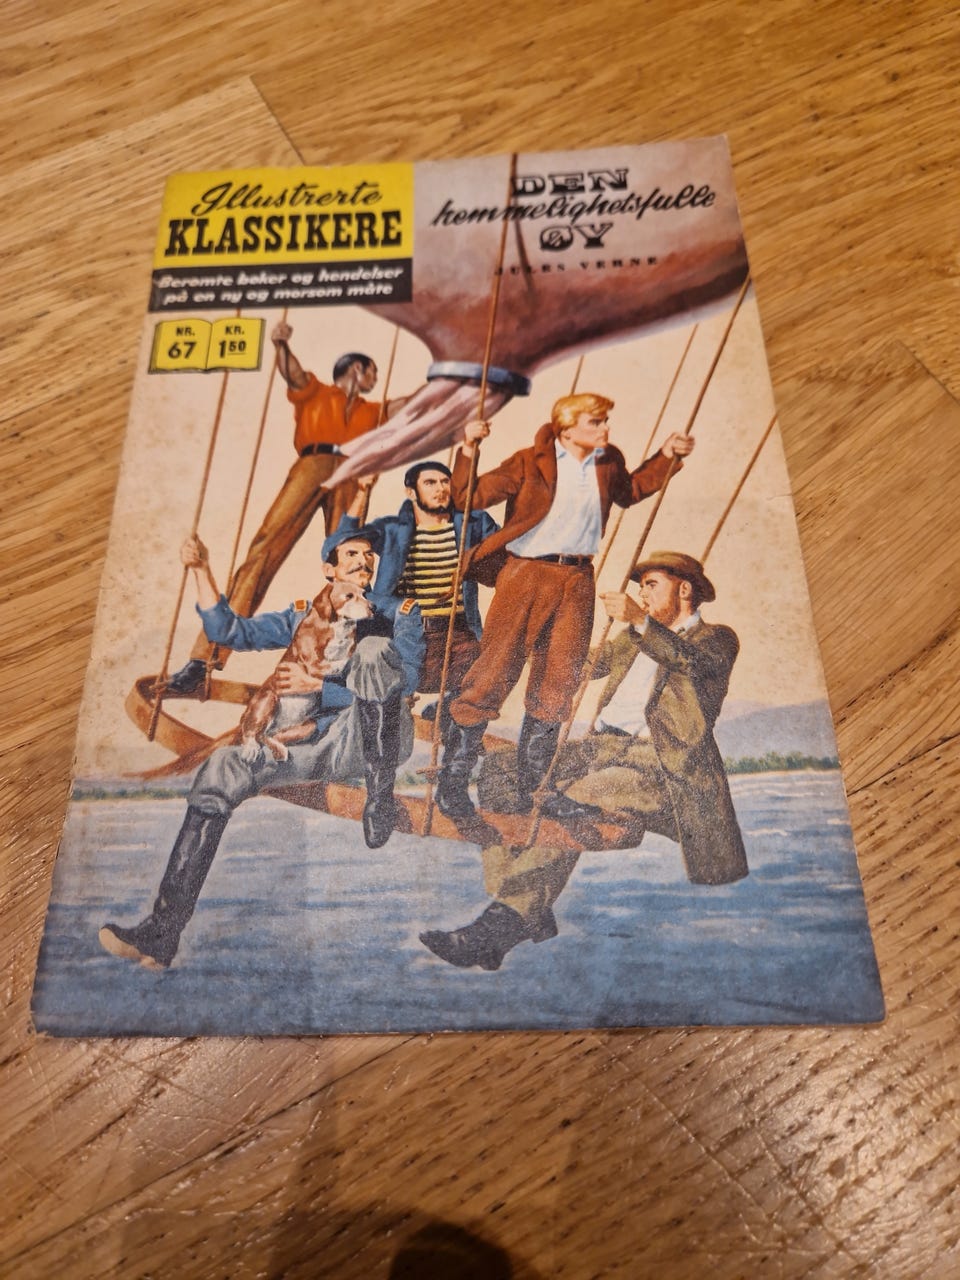 Illustrerte
KLASSIKERE
Berømte bøker og hendelser
på en ny og morsom måte
NR.
67
KR.
1 50
DEN
hemmelighetsfulle
ØY
JULES VERNE